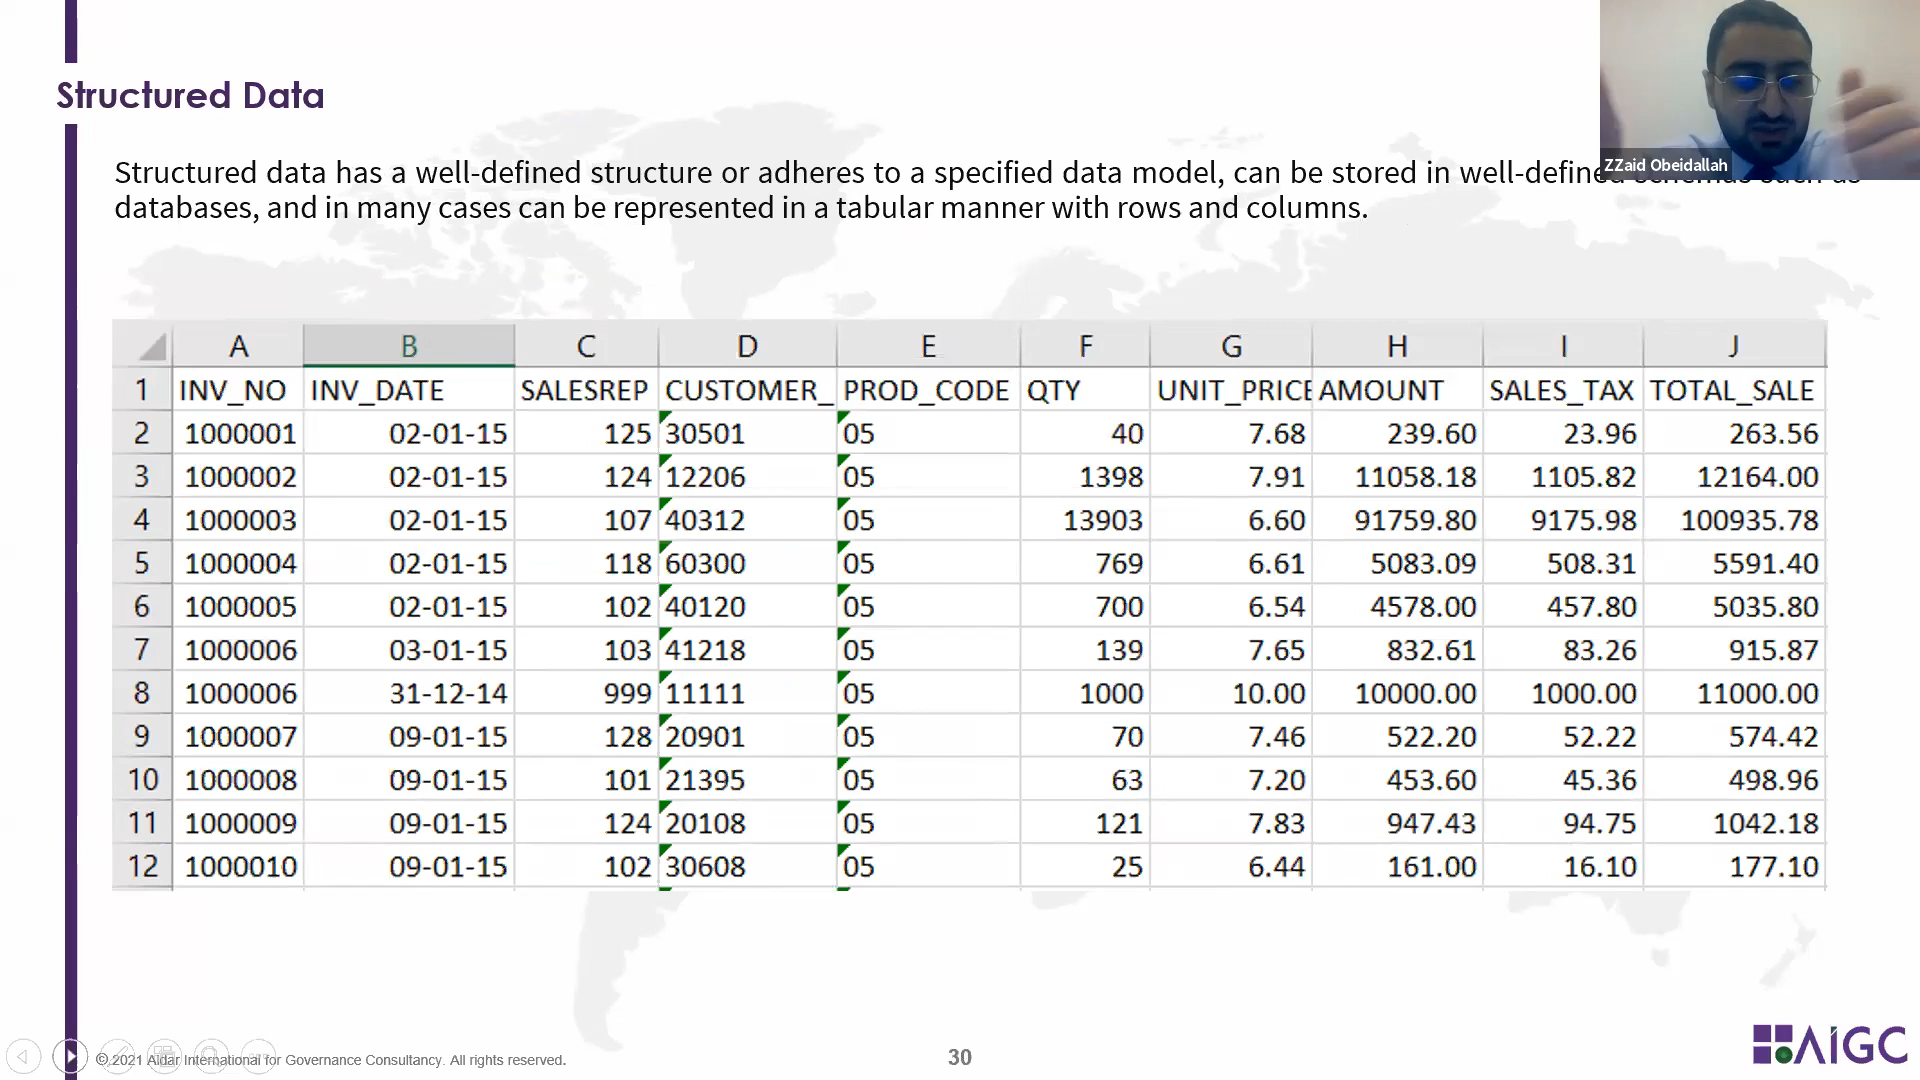 Structured Data
ZZaid Obeidallah
Structured data has a well-defined structure or adheres to a specified data model, can be stored in well-defined schemas such as
databases, and in many cases can be represented in a tabular manner with rows and columns.
A B C D E F G H I J
1 INV_NO INV_DATE SALESREP CUSTOMER_ PROD_CODE QTY UNIT_PRICE AMOUNT SALES_TAX TOTAL_SALE
2 1000001 02-01-15 125 30501 05 40 7.68 239.60 23.96 263.56
3 1000002 02-01-15 124 12206 05 1398 7.91 11058.18 1105.82 12164.00
4 1000003 02-01-15 107 40312 05 13903 6.60 91759.80 9175.98 100935.78
5 1000004 02-01-15 118 60300 05 769 6.61 5083.09 508.31 5591.40
6 1000005 02-01-15 102 40120 05 700 6.54 4578.00 457.80 5035.80
7 1000006 03-01-15 103 41218 05 139 7.65 832.61 83.26 915.87
8 1000006 31-12-14 999 11111 05 1000 10.00 10000.00 1000.00 11000.00
9 1000007 09-01-15 128 20901 05 70 7.46 522.20 52.22 574.42
10 1000008 09-01-15 101 21395 05 63 7.20 453.60 45.36 498.96
11 1000009 09-01-15 124 20108 05 121 7.83 947.43 94.75 1042.18
12 1000010 09-01-15 102 30608 05 25 6.44 161.00 16.10 177.10
© 2021 Aldar International for Governance Consultancy. All rights reserved.
30
AIGC